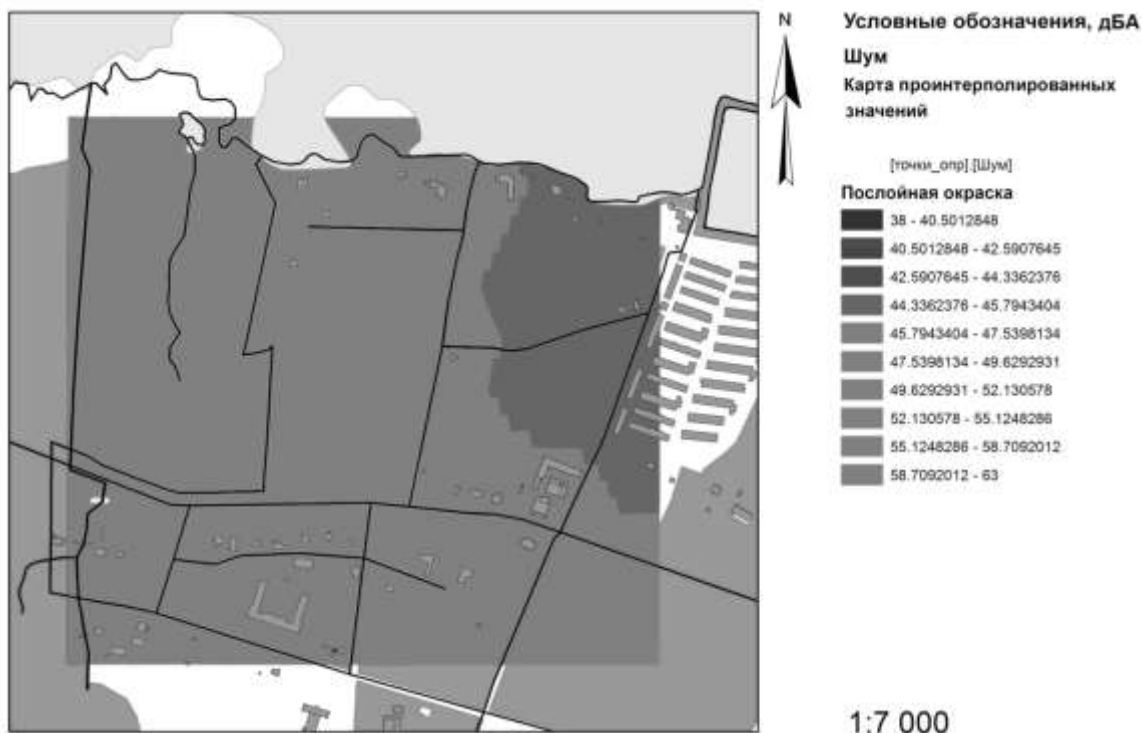 N
Условные обозначения, дБА
Шум
Карта проинтерполированных
значений
[точки_опр].[Шум]
Послойная окраска
38 - 40.5012848
40.5012848 - 42.5907645
42.5907645 - 44.3362376
44.3362376 - 45.7943404
45.7943404 - 47.5398134
47.5398134 - 49.6292931
49.6292931 - 52.130578
52.130578 - 55.1248286
55.1248286 - 58.7092012
58.7092012 - 63
1:7 000